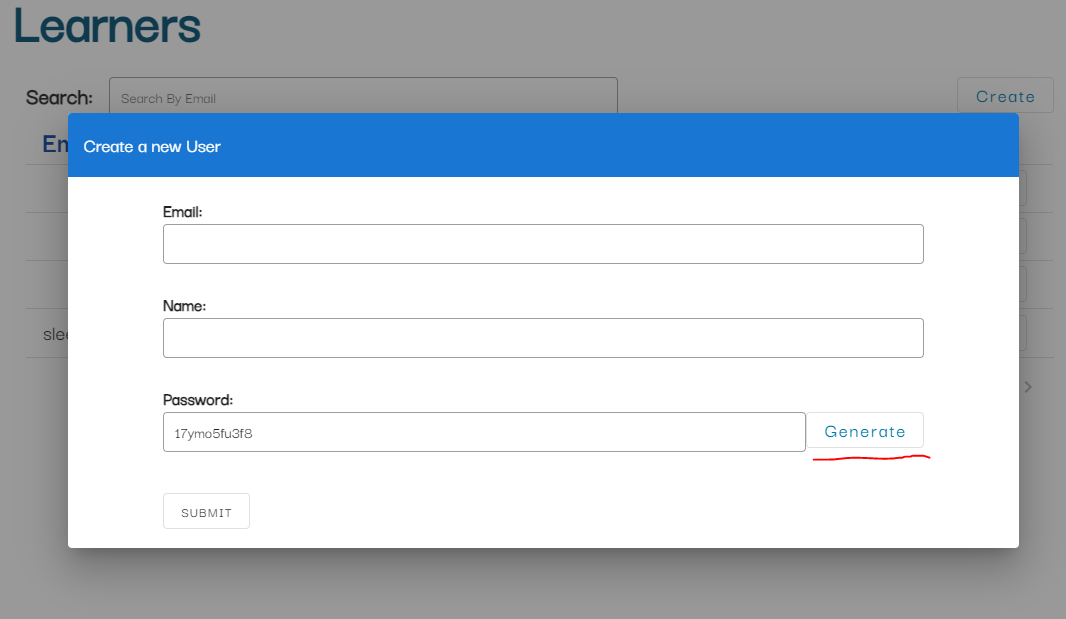 Learners
Search:
Search By Email
Create
Create a new User
Email:
Name:
Password:
17ymo5fu3f8
Generate
SUBMIT